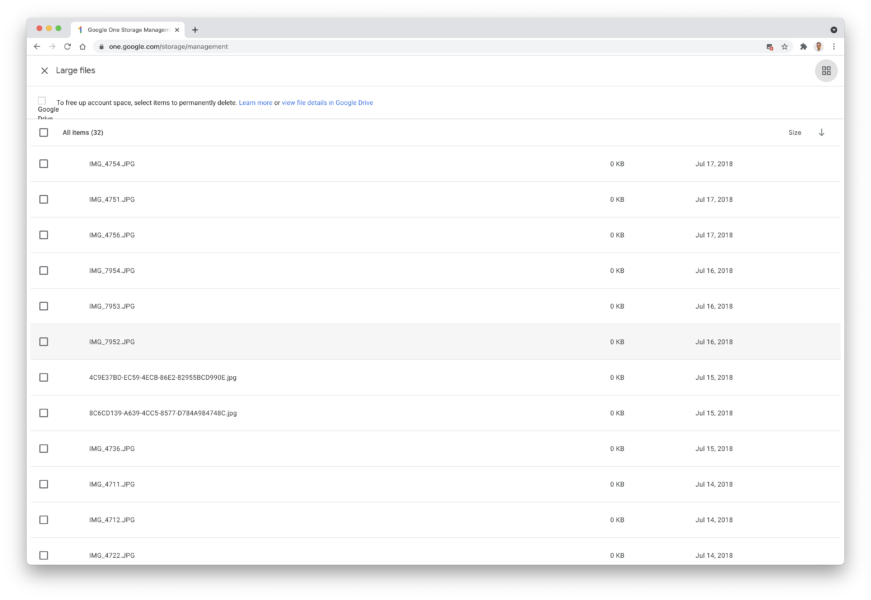 Google One Storage Managem
one.google.com/storage/management
Large files
To free up account space, select items to permanently delete. Learn more or view file details in Google Drive
Google
Drive
All items (32) Size
IMG_4754.JPG 0 KB Jul 17, 2018
IMG_4751.JPG 0 KB Jul 17, 2018
IMG_4756.JPG 0 KB Jul 17, 2018
IMG_7954.JPG 0 KB Jul 16, 2018
IMG_7953.JPG 0 KB Jul 16, 2018
IMG_7952.JPG 0 KB Jul 16, 2018
4C9E37B0-EC59-4ECB-86E2-82955BCD990E.jpg 0 KB Jul 15, 2018
8C6CD139-A639-4CC5-8577-D784A984748C.jpg 0 KB Jul 15, 2018
IMG_4736.JPG 0 KB Jul 15, 2018
IMG_4711.JPG 0 KB Jul 14, 2018
IMG_4712.JPG 0 KB Jul 14, 2018
IMG_4722.JPG 0 KB Jul 14, 2018